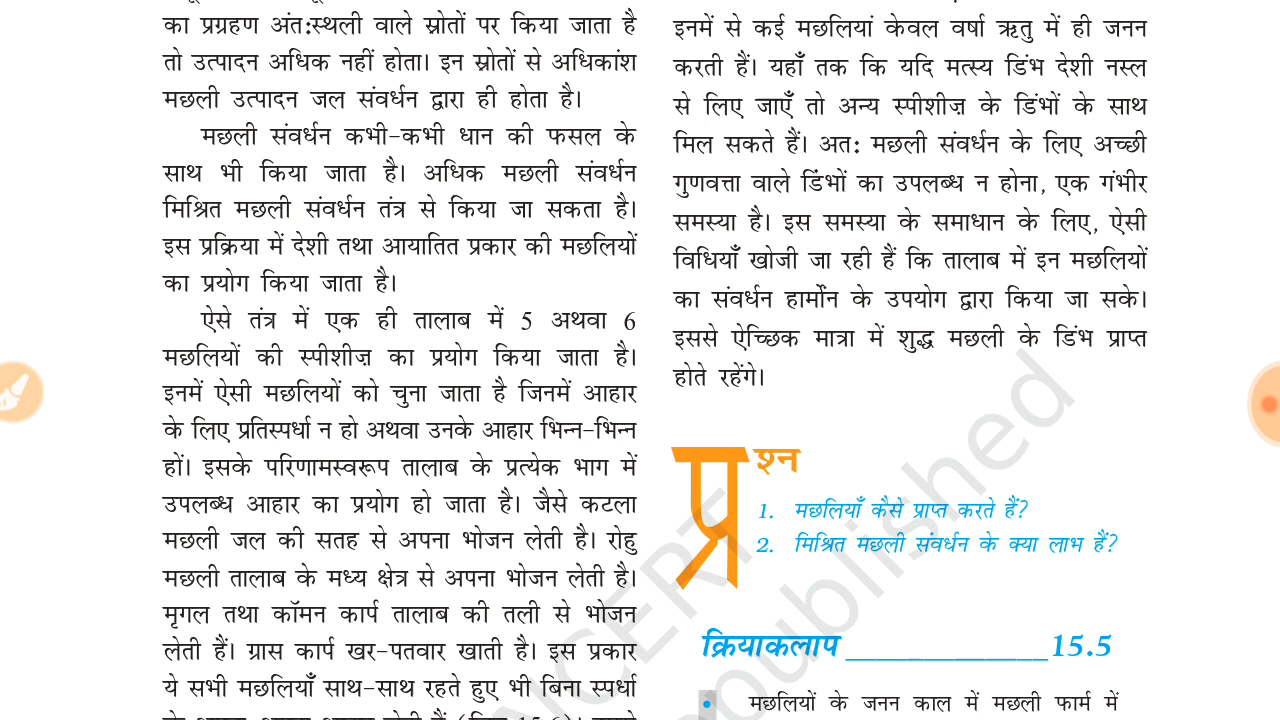 का प्रग्रहण अंत:स्थली वाले स्रोतों पर किया जाता है
तो उत्पादन अधिक नहीं होता। इन स्रोतों से अधिकांश
मछली उत्पादन जल संवर्धन द्वारा ही होता है।
मछली संवर्धन कभी-कभी धान की फसल के
साथ भी किया जाता है। अधिक मछली संवर्धन
मिश्रित मछली संवर्धन तंत्र से किया जा सकता है।
इस प्रक्रिया में देशी तथा आयातित प्रकार की मछलियों
का प्रयोग किया जाता है।
ऐसे तंत्र में एक ही तालाब में 5 अथवा 6
मछलियों की स्पीशीज़ का प्रयोग किया जाता है।
इनमें ऐसी मछलियों को चुना जाता है जिनमें आहार
के लिए प्रतिस्पर्धा न हो अथवा उनके आहार भिन्न-भिन्न
हों। इसके परिणामस्वरूप तालाब के प्रत्येक भाग में
उपलब्ध आहार का प्रयोग हो जाता है। जैसे कटला
मछली जल की सतह से अपना भोजन लेती है। रोहु
मछली तालाब के मध्य क्षेत्र से अपना भोजन लेती है।
मृगल तथा कॉमन कार्प तालाब की तली से भोजन
लेती हैं। ग्रास कार्प खर-पतवार खाती है। इस प्रकार
ये सभी मछलियाँ साथ-साथ रहते हुए भी बिना स्पर्धा
इनमें से कई मछलियां केवल वर्षा ऋतु में ही जनन
करती हैं। यहाँ तक कि यदि मत्स्य डिंभ देशी नस्ल
से लिए जाएँ तो अन्य स्पीशीज़ के डिंभों के साथ
मिल सकते हैं। अत: मछली संवर्धन के लिए अच्छी
गुणवत्ता वाले डिंभों का उपलब्ध न होना, एक गंभीर
समस्या है। इस समस्या के समाधान के लिए, ऐसी
विधियाँ खोजी जा रही हैं कि तालाब में इन मछलियों
का संवर्धन हार्मोन के उपयोग द्वारा किया जा सके।
इससे ऐच्छिक मात्रा में शुद्ध मछली के डिंभ प्राप्त
होते रहेंगे।
प्रश्न
1. मछलियाँ कैसे प्राप्त करते हैं?
2. मिश्रित मछली संवर्धन के क्या लाभ हैं?
क्रियाकलाप _____________15.5
• मछलियों के जनन काल में मछली फार्म में
NCERT
republished